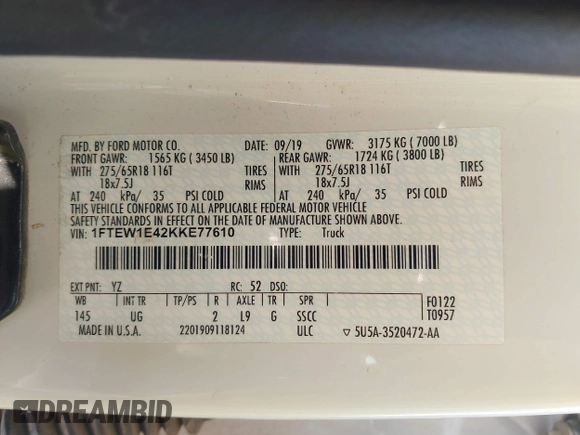 MFD. BY FORD MOTOR CO. DATE: 09/19 GVWR: 3175 KG ( 7000 LB)
FRONT GAWR: 1565 KG ( 3450 LB) REAR GAWR: 1724 KG ( 3800 LB)
WITH 275/65R18 116T TIRES WITH 275/65R18 116T TIRES
18x7.5J RIMS 18x7.5J RIMS
AT 240 kPa/ 35 PSI COLD AT 240 kPa/ 35 PSI COLD
THIS VEHICLE CONFORMS TO ALL APPLICABLE FEDERAL MOTOR VEHICLE
SAFETY STANDARDS IN EFFECT ON THE DATE OF MANUFACTURE SHOWN ABOVE.
VIN: 1FTEW1E42KKE77610 TYPE: Truck
EXT PNT: YZ RC: 52 DSO:
WB INT TR TP/PS R AXLE TR SPR F0122
145 UG 2 L9 G SSCC T0957
MADE IN U.S.A. 2201909118124 ULC ▽ 5U5A-3520472-AA
DREAMBID